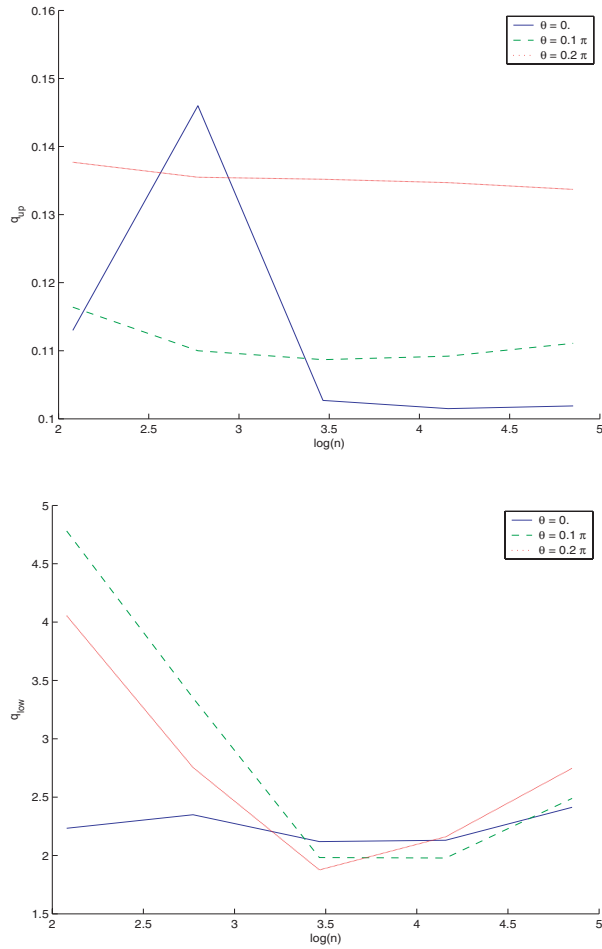 0.16
0.15
0.14
0.13
0.12
0.11
0.1
q_up
2 2.5 3 3.5 4 4.5 5
log(n)
θ = 0.
θ = 0.1 π
θ = 0.2 π
5
4.5
4
3.5
3
2.5
2
1.5
q_low
2 2.5 3 3.5 4 4.5 5
log(n)
θ = 0.
θ = 0.1 π
θ = 0.2 π